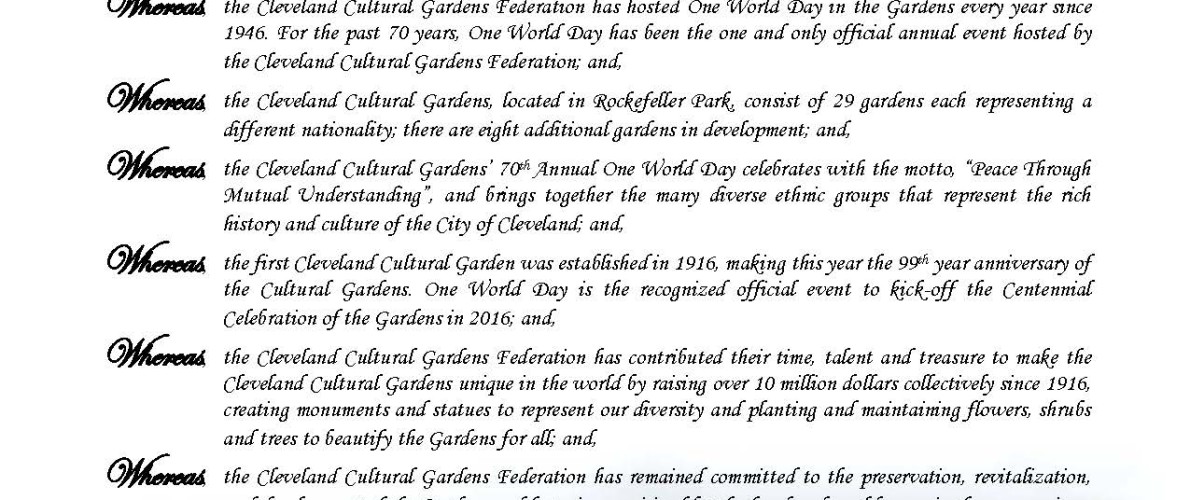 Whereas, the Cleveland Cultural Gardens Federation has hosted One World Day in the Gardens every year since
1946. For the past 70 years, One World Day has been the one and only official annual event hosted by
the Cleveland Cultural Gardens Federation; and,
Whereas, the Cleveland Cultural Gardens, located in Rockefeller Park, consist of 29 gardens each representing a
different nationality; there are eight additional gardens in development; and,
Whereas, the Cleveland Cultural Gardens' 70th Annual One World Day celebrates with the motto, "Peace Through
Mutual Understanding", and brings together the many diverse ethnic groups that represent the rich
history and culture of the City of Cleveland; and,
Whereas, the first Cleveland Cultural Garden was established in 1916, making this year the 99th year anniversary of
the Cultural Gardens. One World Day is the recognized official event to kick-off the Centennial
Celebration of the Gardens in 2016; and,
Whereas, the Cleveland Cultural Gardens Federation has contributed their time, talent and treasure to make the
Cleveland Cultural Gardens unique in the world by raising over 10 million dollars collectively since 1916,
creating monuments and statues to represent our diversity and planting and maintaining flowers, shrubs
and trees to beautify the Gardens for all; and,
Whereas, the Cleveland Cultural Gardens Federation has remained committed to the preservation, revitalization,